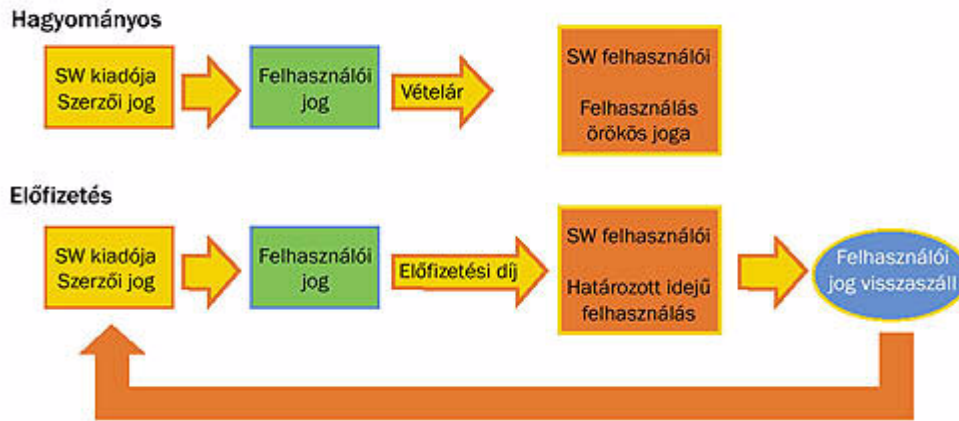 Hagyományos
SW kiadója
Szerzői jog
Felhasználói
jog
Vételár
SW felhasználói
Felhasználás
örökös joga
Előfizetés
SW kiadója
Szerzői jog
Felhasználói
jog
Előfizetési díj
SW felhasználói
Határozott idejű
felhasználás
Felhasználói
jog visszaszáll